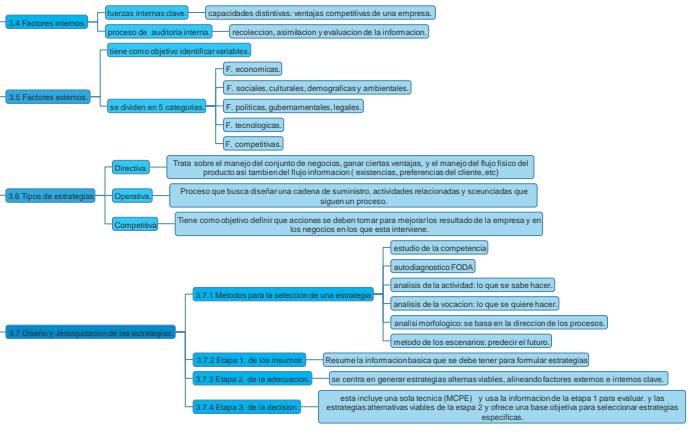 3.4 Factores internos.
fuerzas internas clave.
capacidades distintivas: ventajas competitivas de una empresa.
proceso de auditoria interna.
recoleccion, asimilacion y evaluacion de la informacion.
3.5 Factores externos.
tiene como objetivo identificar variables.
se dividen en 5 categorias.
F. economicas.
F. sociales, culturales, demograficas y ambientales.
F. politicas, gubernamentales, legales.
F. tecnologicas.
F. competitivas.
3.6 Tipos de estrategias
Directiva.
Trata sobre el manejo del conjunto de negocios, ganar ciertas ventajas, y el manejo del flujo fisico del
producto asi tambien del flujo informacion ( existencias, preferencias del cliente, etc)
Operativa.
Proceso que busca diseñar una cadena de suministro, actividades relacionadas y sceunciadas que
siguen un proceso.
Competitiva
Tiene como objetivo definir que acciones se deben tomar para mejorar los resultado de la empresa y en
los negocios en los que esta interviene.
3.7 Diseño y Jerarquizacion de las estrategias.
3.7.1 Metodos para la seleccion de una estrategia
estudio de la competencia
autodiagnostico FODA
analisis de la actividad: lo que se sabe hacer.
analisis de la vocacion: lo que se quiere hacer.
analisi morfologico: se basa en la direccion de los procesos.
metodo de los escenarios: predecir el futuro.
3.7.2 Etapa 1. de los insumos
Resume la informacion basica que se debe tener para formular estrategias
3.7.3 Etapa 2. de la adecuacion.
se centra en generar estrategias alternas viables, alineando factores externos e internos clave.
3.7.4 Etapa 3. de la decision.
esta incluye una sola tecnica (MCPE) y usa la informacion de la etapa 1 para evaluar. y las
estrategias alternativas viables de la etapa 2 y ofrece una base objetiva para seleccionar estrategias
especificas.